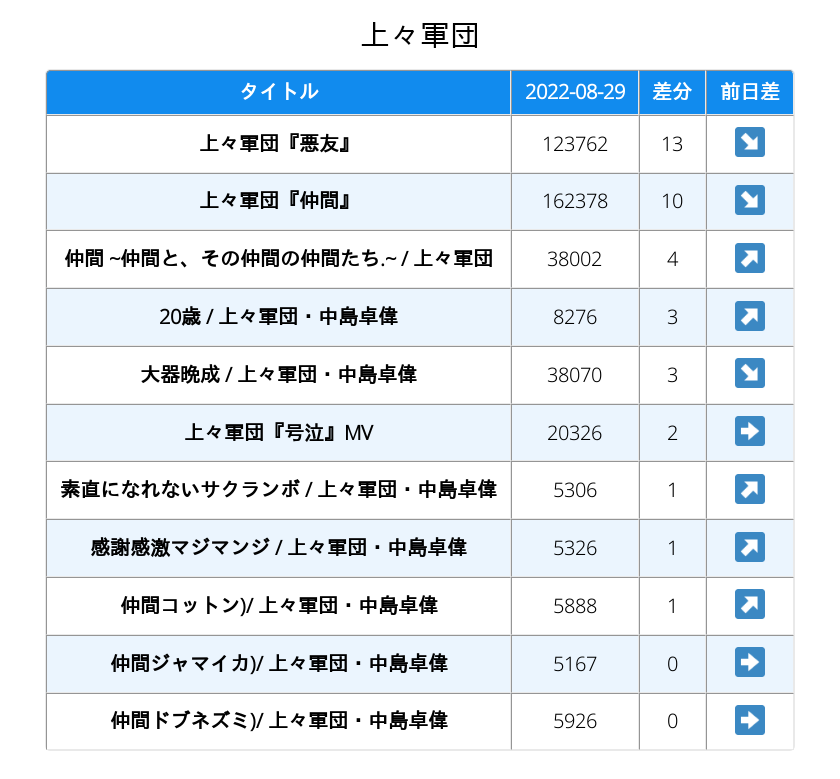 上々軍団
タイトル 2022-08-29 差分 前日差
上々軍団『悪友』 123762 13 ↘
上々軍団『仲間』 162378 10 ↘
仲間 ~仲間と、その仲間の仲間たち.~ / 上々軍団 38002 4 ↗
20歳 / 上々軍団・中島卓偉 8276 3 ↗
大器晩成 / 上々軍団・中島卓偉 38070 3 ↘
上々軍団『号泣』MV 20326 2 ➡
素直になれないサクランボ / 上々軍団・中島卓偉 5306 1 ↗
感謝感激マジマンジ / 上々軍団・中島卓偉 5326 1 ↗
仲間コットン)/ 上々軍団・中島卓偉 5888 1 ↗
仲間ジャマイカ)/ 上々軍団・中島卓偉 5167 0 ➡
仲間ドブネズミ)/ 上々軍団・中島卓偉 5926 0 ➡